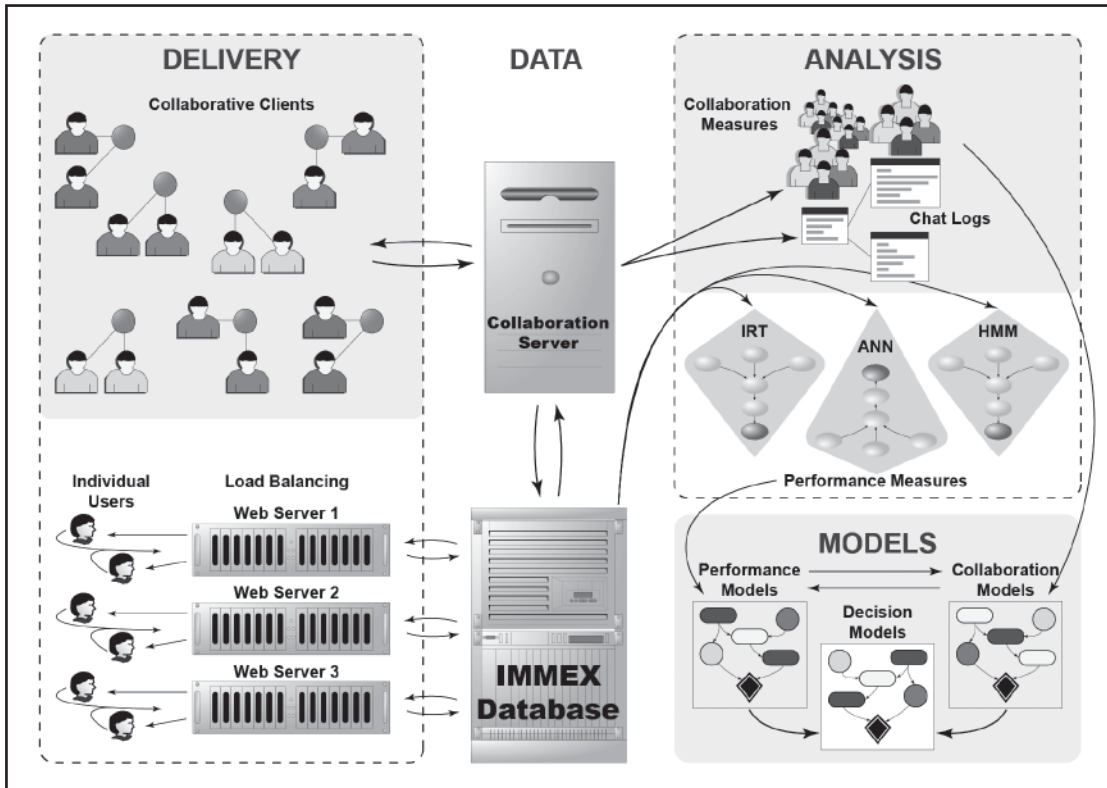 DELIVERY
Collaborative Clients
DATA
Collaboration
Server
ANALYSIS
Collaboration
Measures
Chat Logs
IRT
ANN
HMM
Performance Measures
Individual
Users
Load Balancing
Web Server 1
Web Server 2
Web Server 3
IMMEX
Database
MODELS
Performance
Models
Collaboration
Models
Decision
Models